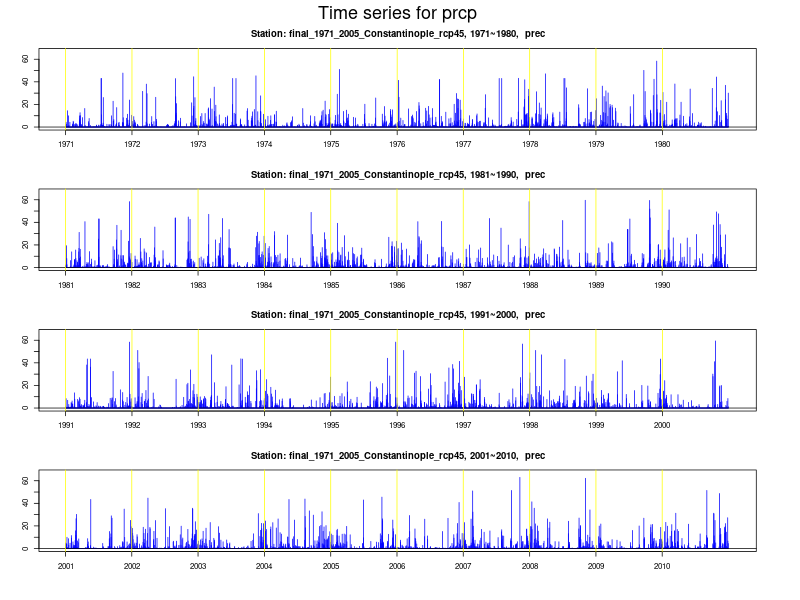 Time series for prcp
Station: final_1971_2005_Constantinople_rcp45, 1971~1980, prec
0 20 40 60
1971 1972 1973 1974 1975 1976 1977 1978 1979 1980
Station: final_1971_2005_Constantinople_rcp45, 1981~1990, prec
0 20 40 60
1981 1982 1983 1984 1985 1986 1987 1988 1989 1990
Station: final_1971_2005_Constantinople_rcp45, 1991~2000, prec
0 20 40 60
1991 1992 1993 1994 1995 1996 1997 1998 1999 2000
Station: final_1971_2005_Constantinople_rcp45, 2001~2010, prec
0 20 40 60
2001 2002 2003 2004 2005 2006 2007 2008 2009 2010